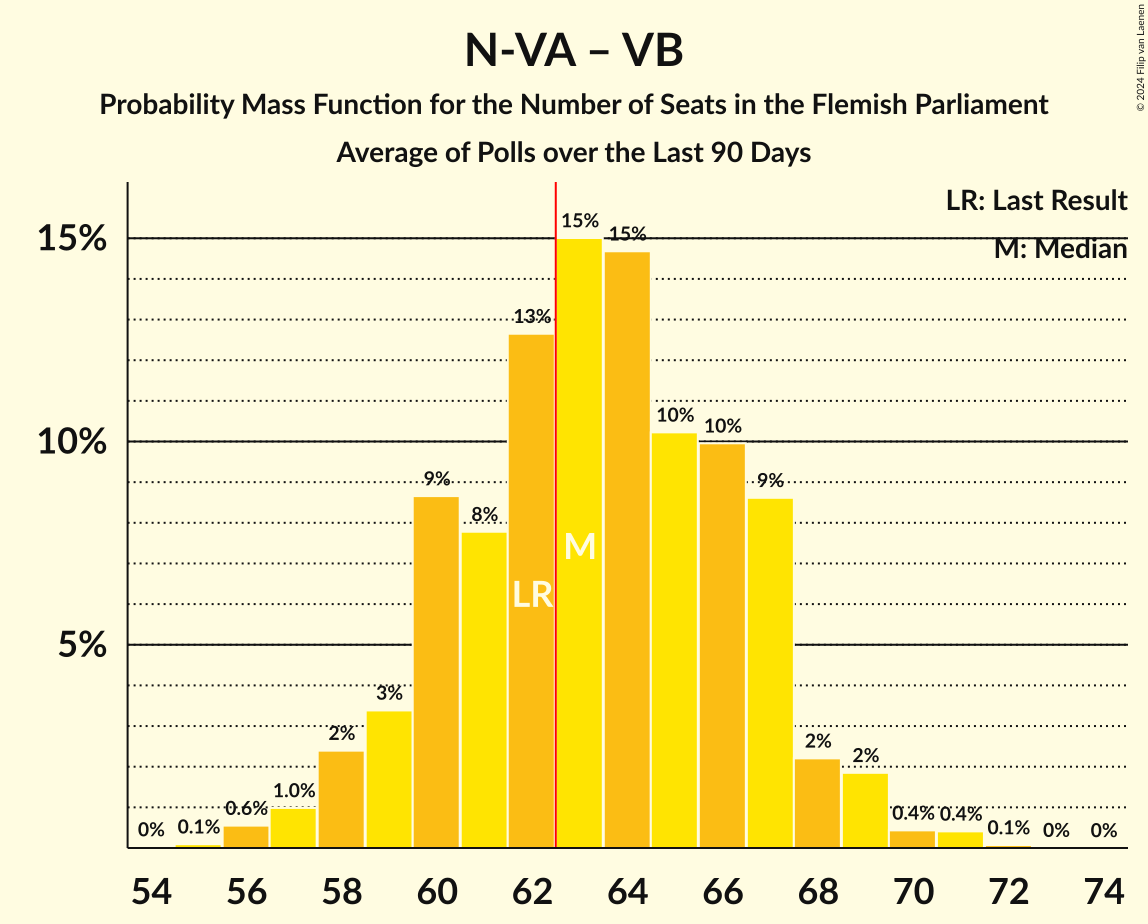 N-VA – VB
Probability Mass Function for the Number of Seats in the Flemish Parliament
Average of Polls over the Last 90 Days
© 2024 Filip van Laenen
LR: Last Result
M: Median
15%
10%
5%
0%
0.1%
0.6%
1.0%
2%
3%
9%
8%
13%
15%
15%
10%
10%
9%
2%
2%
0.4%
0.4%
0.1%
0%
0%
LR
M
54 56 58 60 62 64 66 68 70 72 74